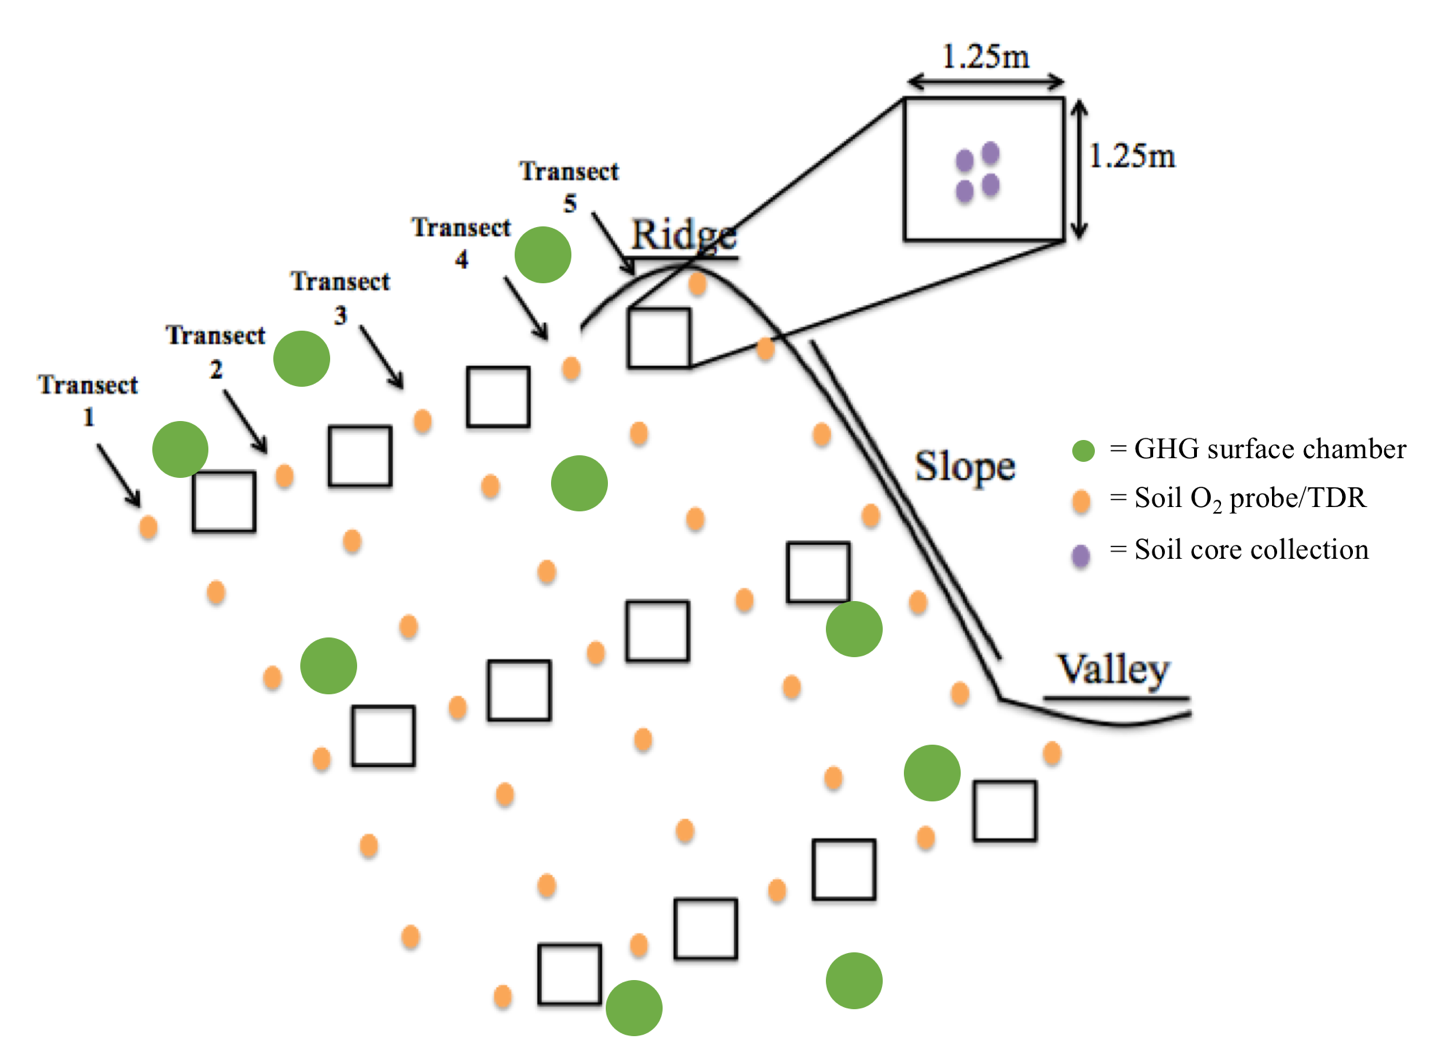 1.25m
1.25m
Transect
5
Ridge
Transect
4
Transect
3
Transect
2
Transect
1
Slope
= GHG surface chamber
= Soil O₂ probe/TDR
= Soil core collection
Valley